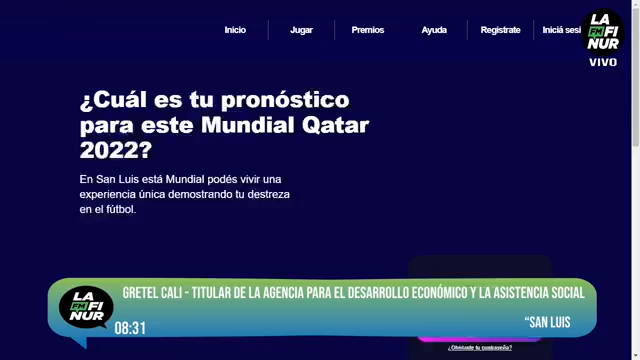 Inicio
Jugar
Premios
Ayuda
Registrate
Iniciá sesi
LA
FM FI
NUR
VIVO
¿Cuál es tu pronóstico
para este Mundial Qatar
2022?
En San Luis está Mundial podés vivir una
experiencia única demostrando tu destreza
en el fútbol.
LA
FM FI
NUR
GRETEL CALI - TITULAR DE LA AGENCIA PARA EL DESARROLLO ECONÓMICO Y LA ASISTENCIA SOCIAL
08:31
“SAN LUIS
¿Olvidaste tu contraseña?